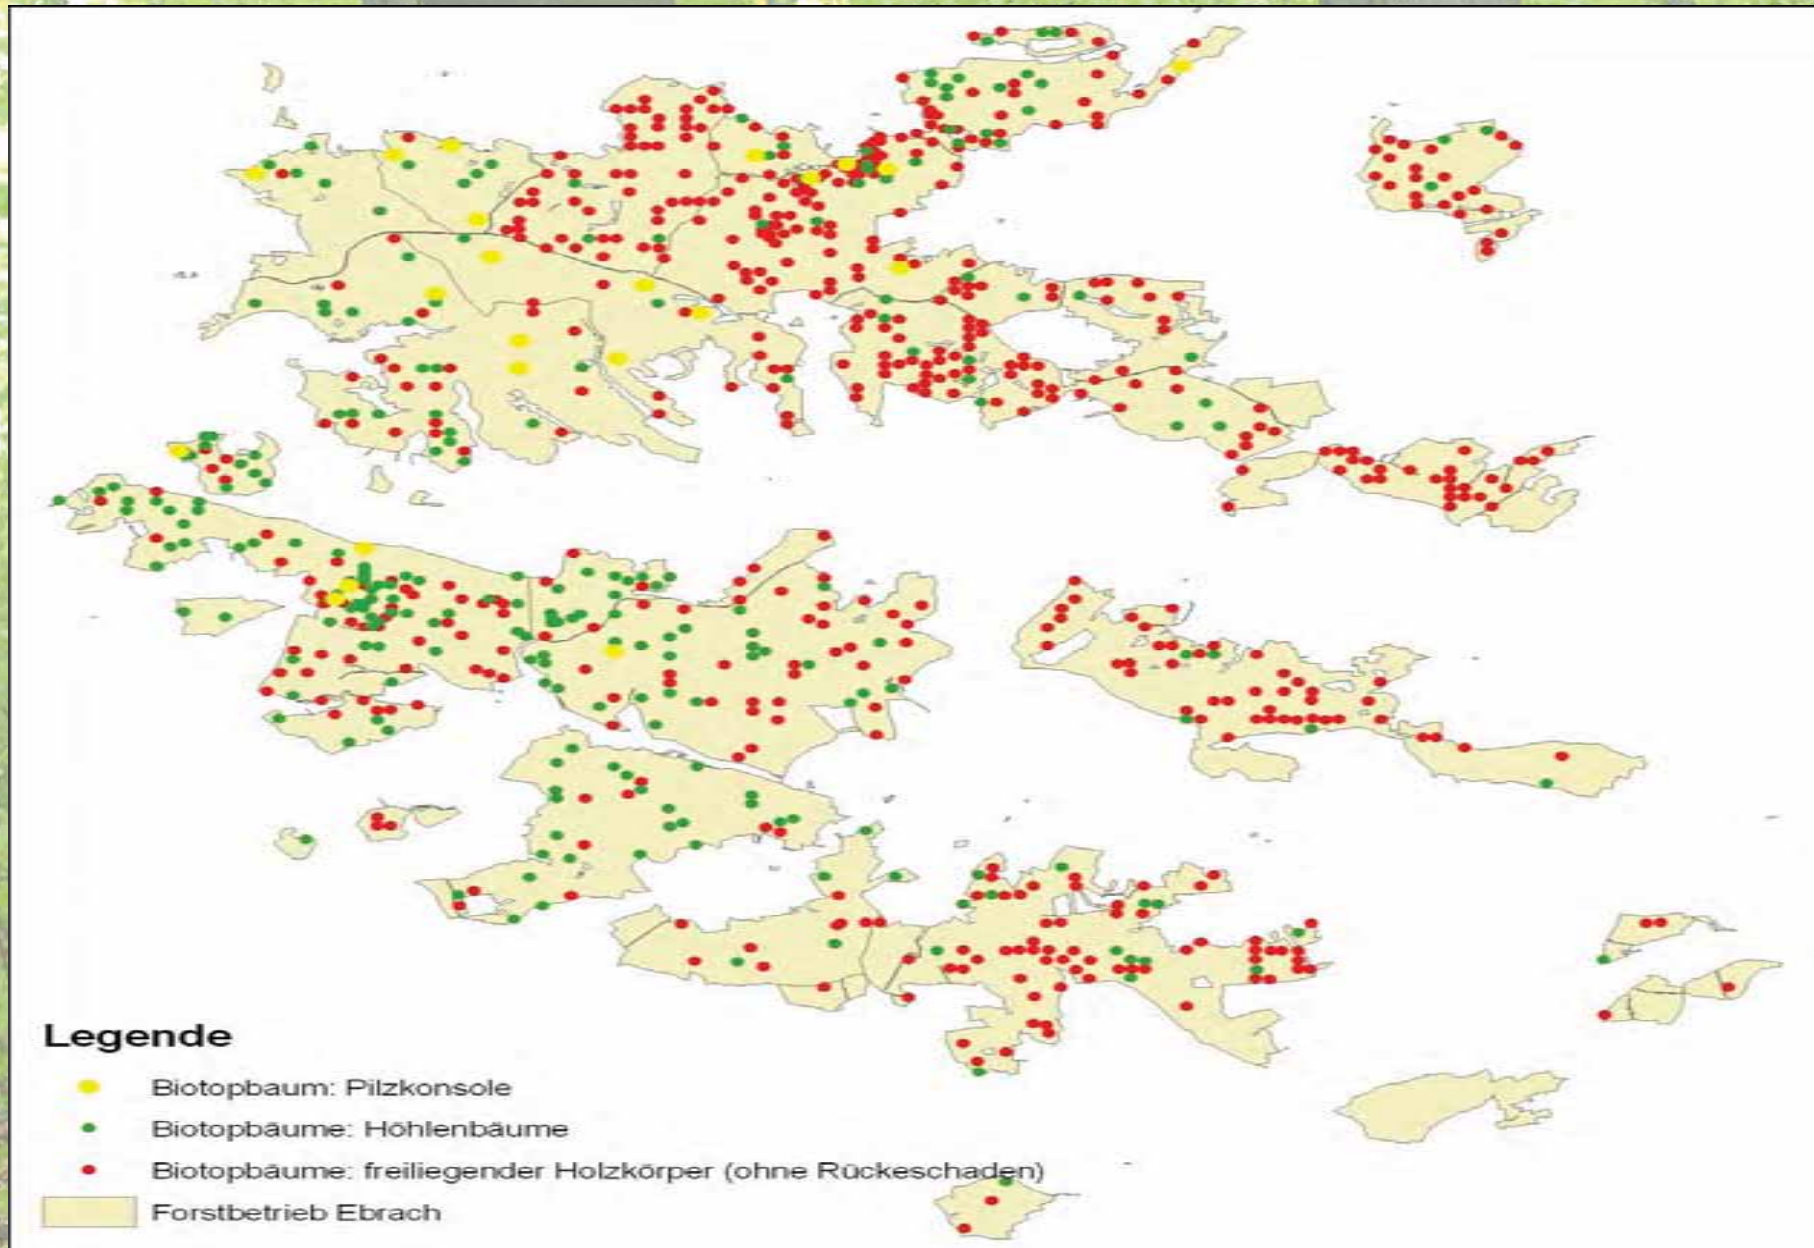 Legende
Biotopbaum: Pilzkonsole
Biotopbäume: Höhlenbäume
Biotopbäume: freiliegender Holzkörper (ohne Rückeschaden)
Forstbetrieb Ebrach